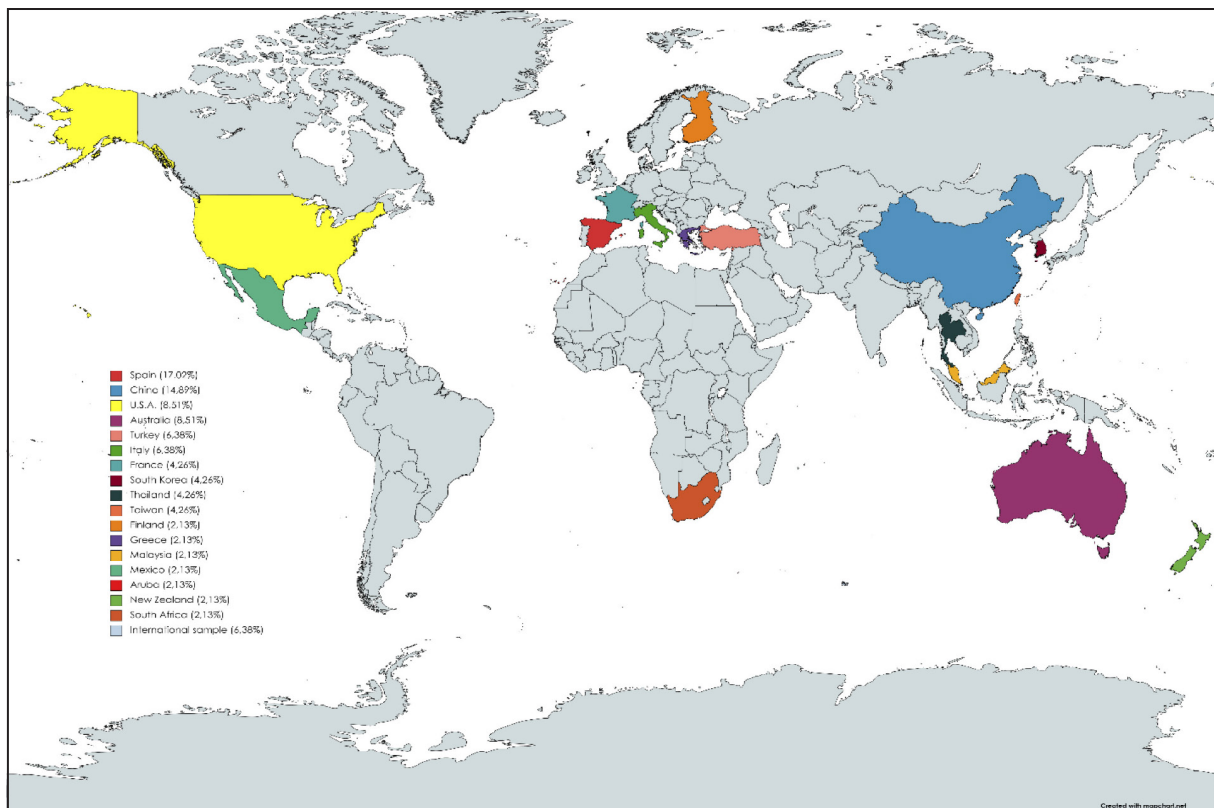 Spain (17,02%)
China (14,89%)
U.S.A. (8,51%)
Australia (8,51%)
Turkey (6,38%)
Italy (6,38%)
France (4,26%)
South Korea (4,26%)
Thailand (4,26%)
Taiwan (4,26%)
Finland (2,13%)
Greece (2,13%)
Malaysia (2,13%)
Mexico (2,13%)
Aruba (2,13%)
New Zealand (2,13%)
South Africa (2,13%)
International sample (6,38%)
Created with mapchart.net